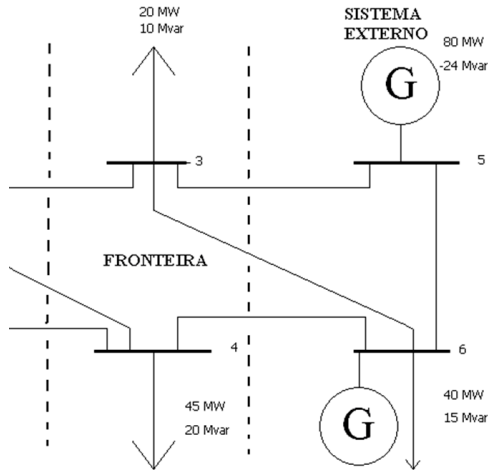 20 MW
10 Mvar
SISTEMA
EXTERNO
80 MW
-24 Mvar
G
3
5
FRONTEIRA
4
6
45 MW
20 Mvar
G
40 MW
15 Mvar